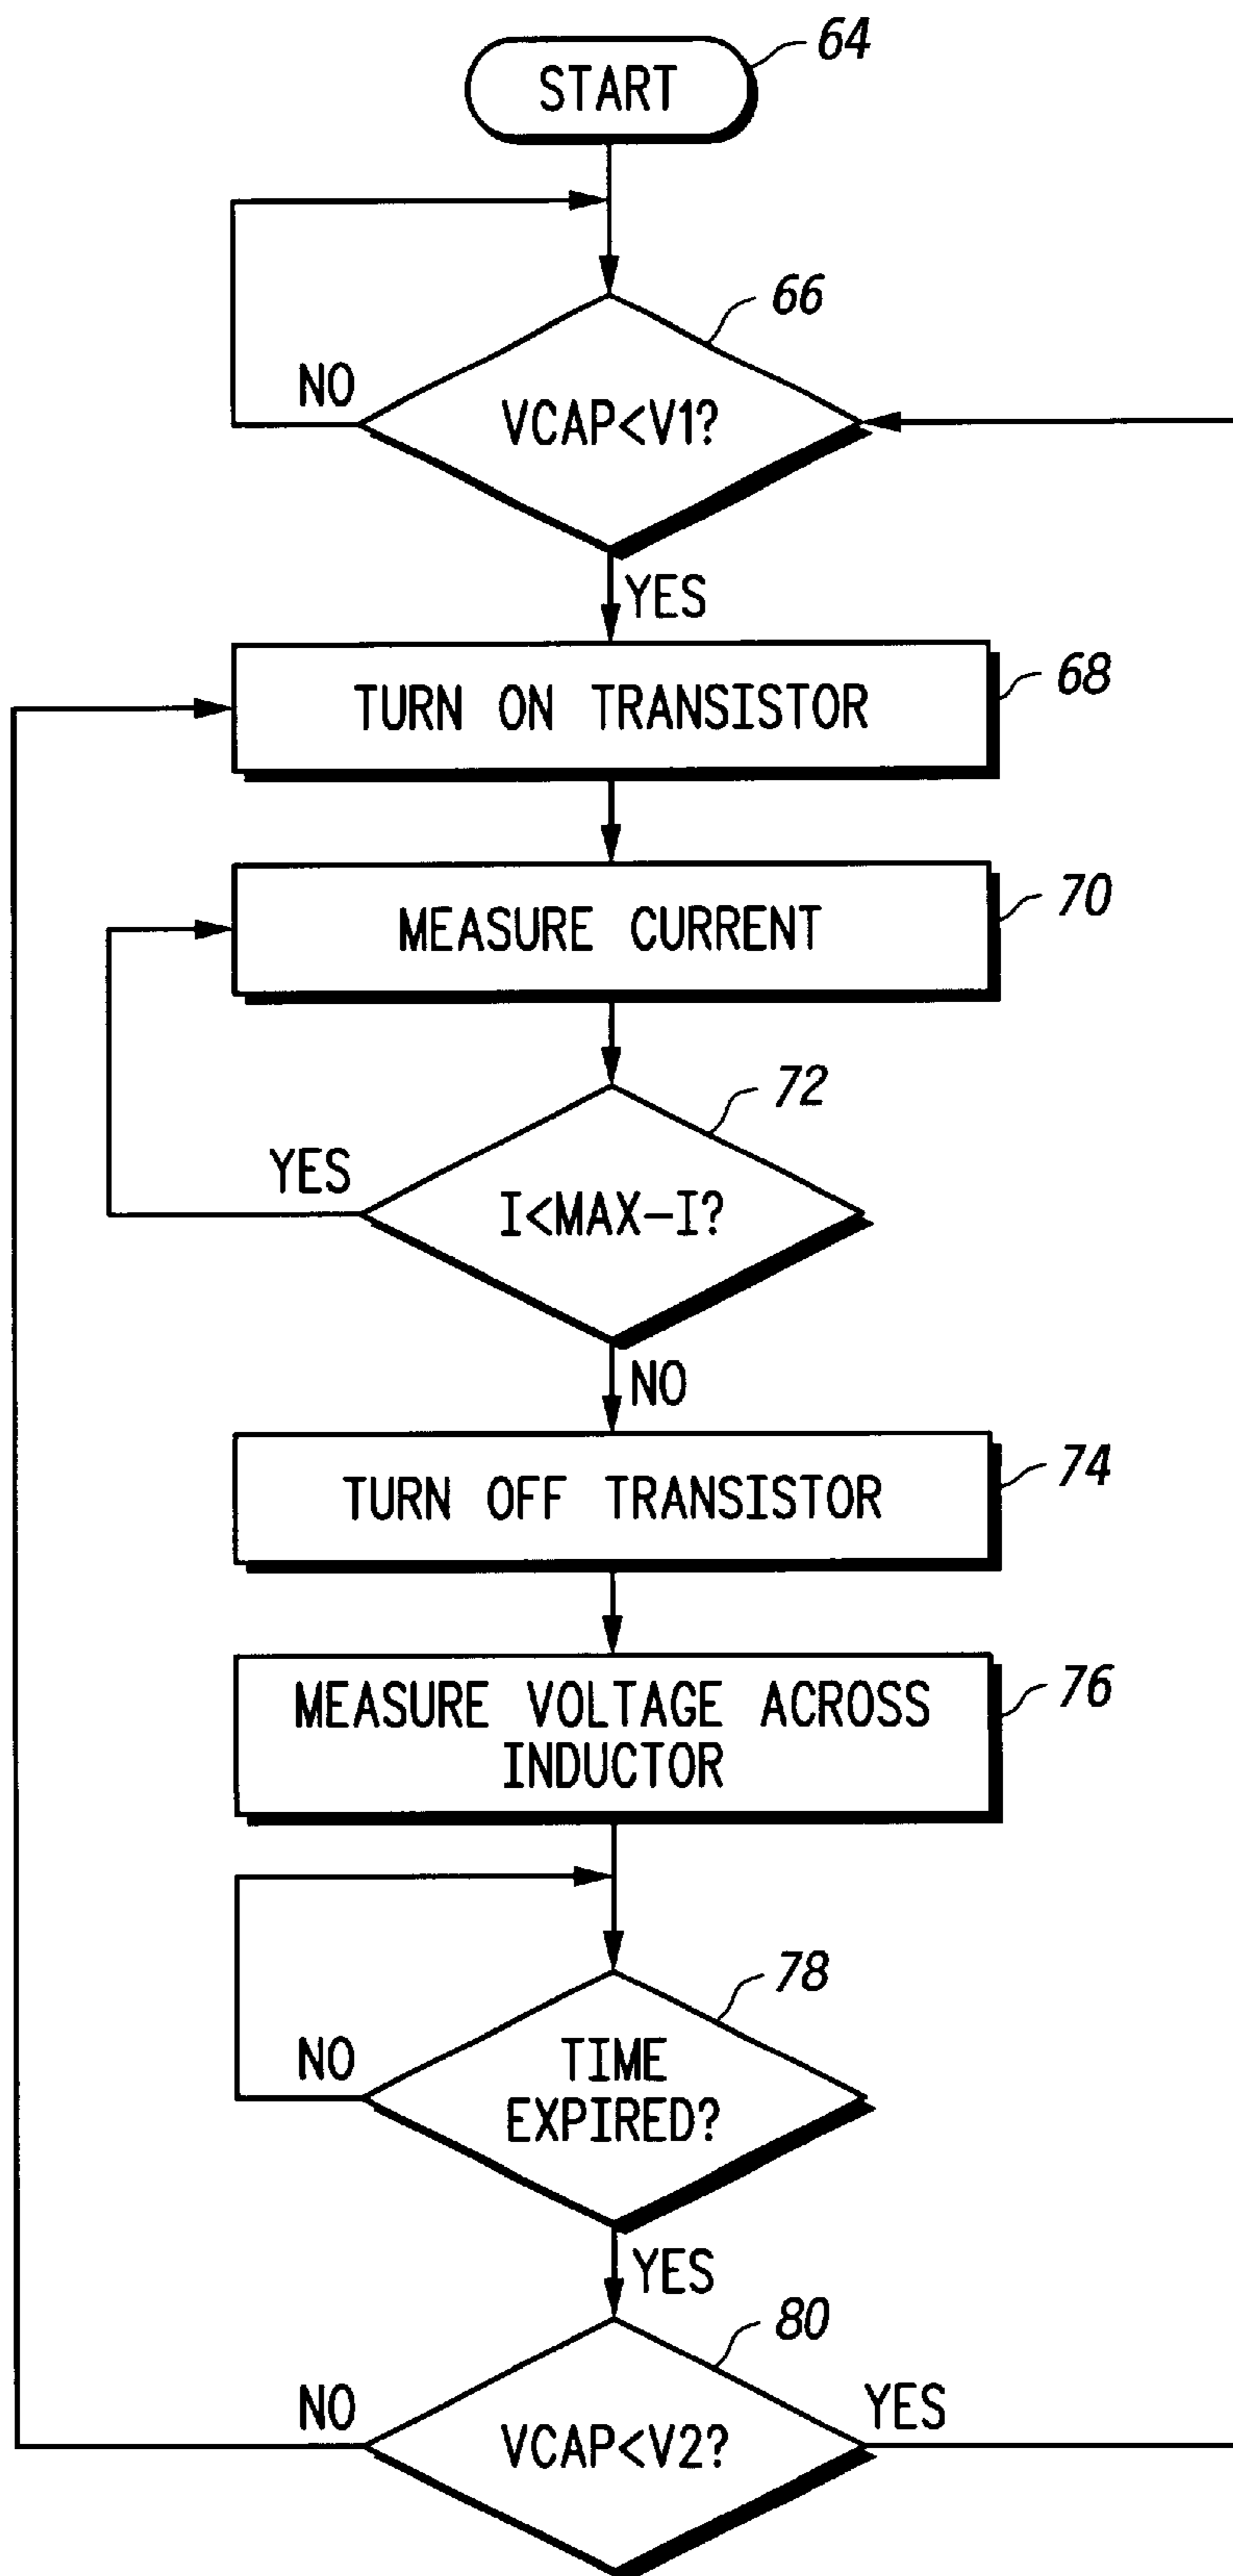 START
64
66
NO
VCAP<V1?
YES
TURN ON TRANSISTOR
68
MEASURE CURRENT
70
72
YES
I<MAX-I?
NO
TURN OFF TRANSISTOR
74
MEASURE VOLTAGE ACROSS
INDUCTOR
76
78
NO
TIME
EXPIRED?
YES
80
NO
VCAP<V2?
YES